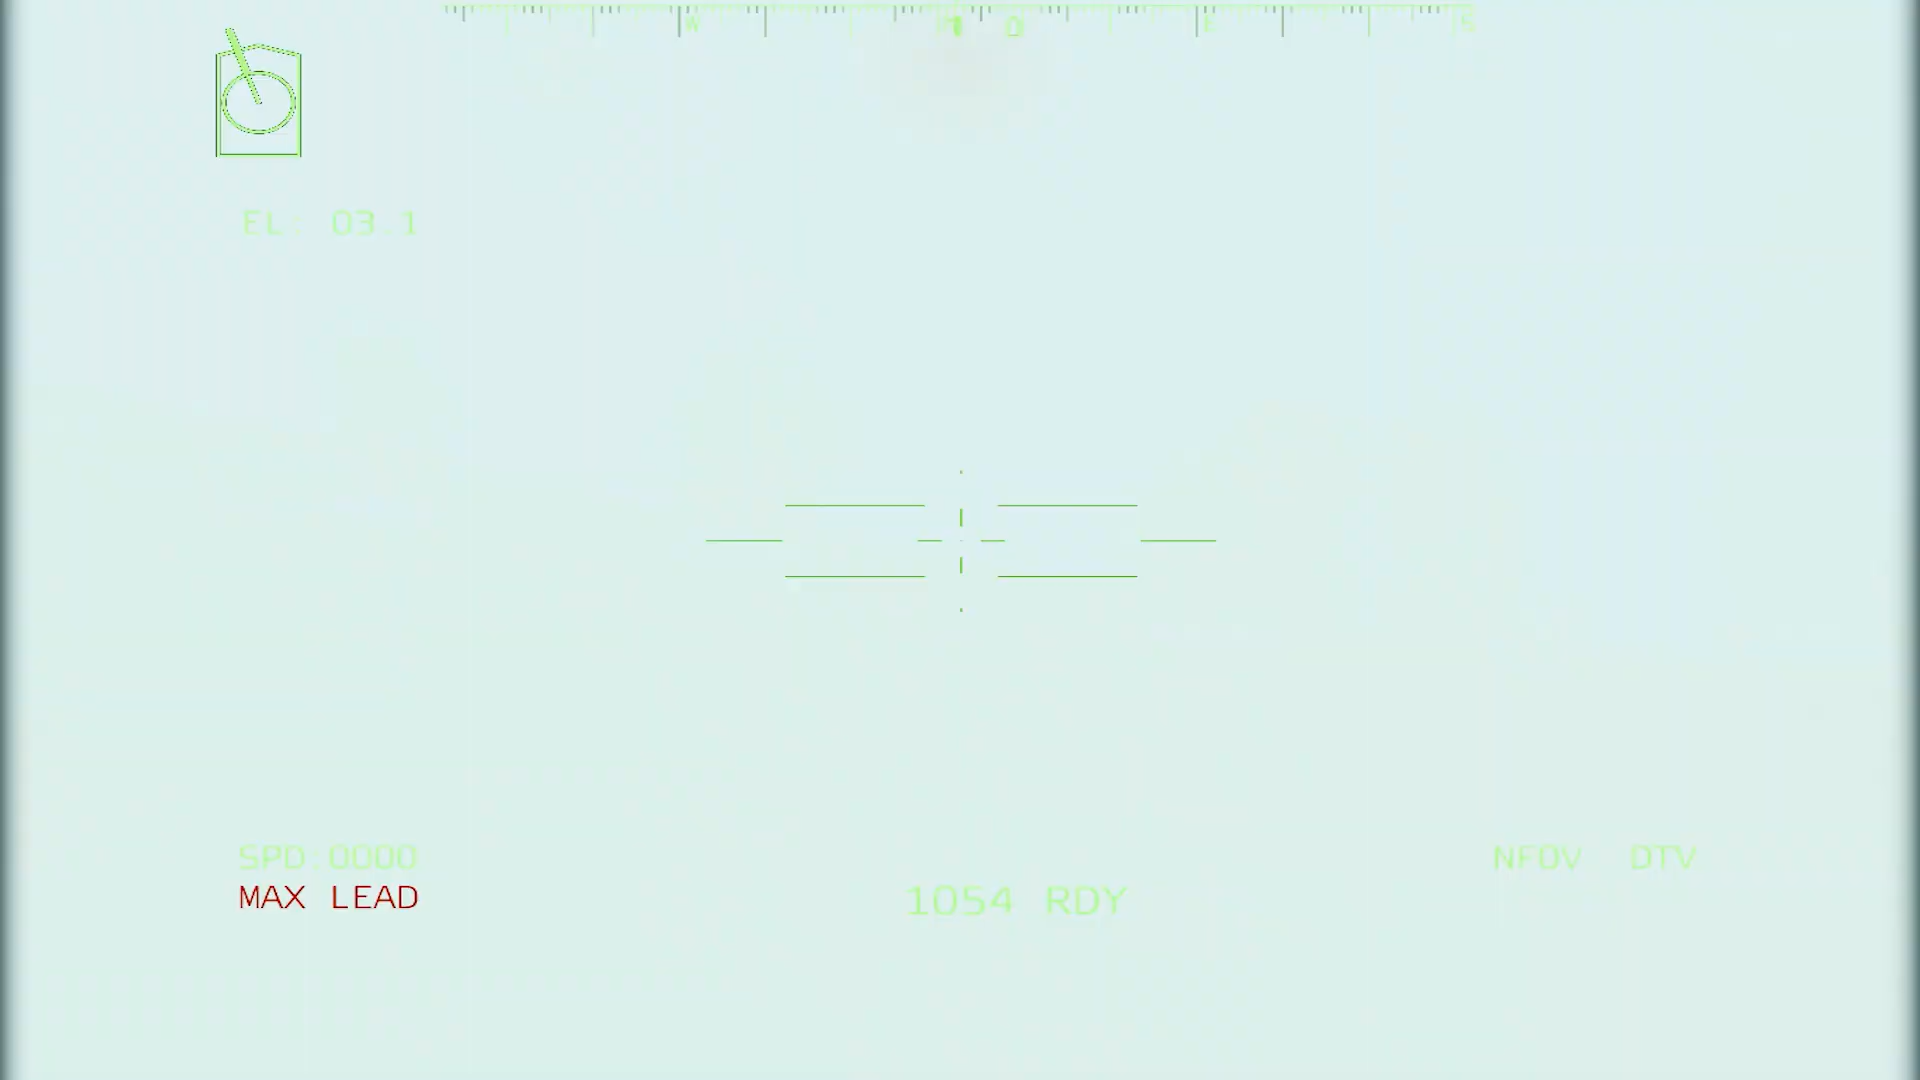 W
E
S
EL: 03.1
SPD:0000
NFOV DTV
MAX LEAD
1054 RDY